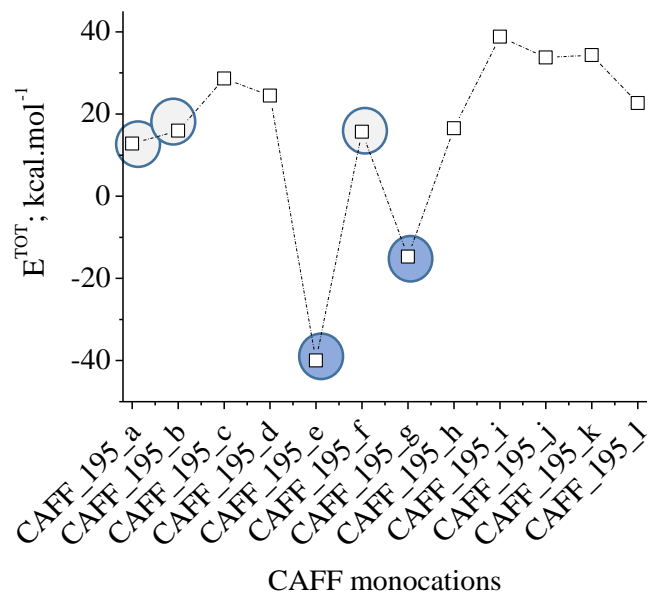 40
20
0
-20
-40
E^TOT; kcal.mol^-1
CAFF_195_a
CAFF_195_b
CAFF_195_c
CAFF_195_d
CAFF_195_e
CAFF_195_f
CAFF_195_g
CAFF_195_h
CAFF_195_i
CAFF_195_j
CAFF_195_k
CAFF_195_l
CAFF monocations